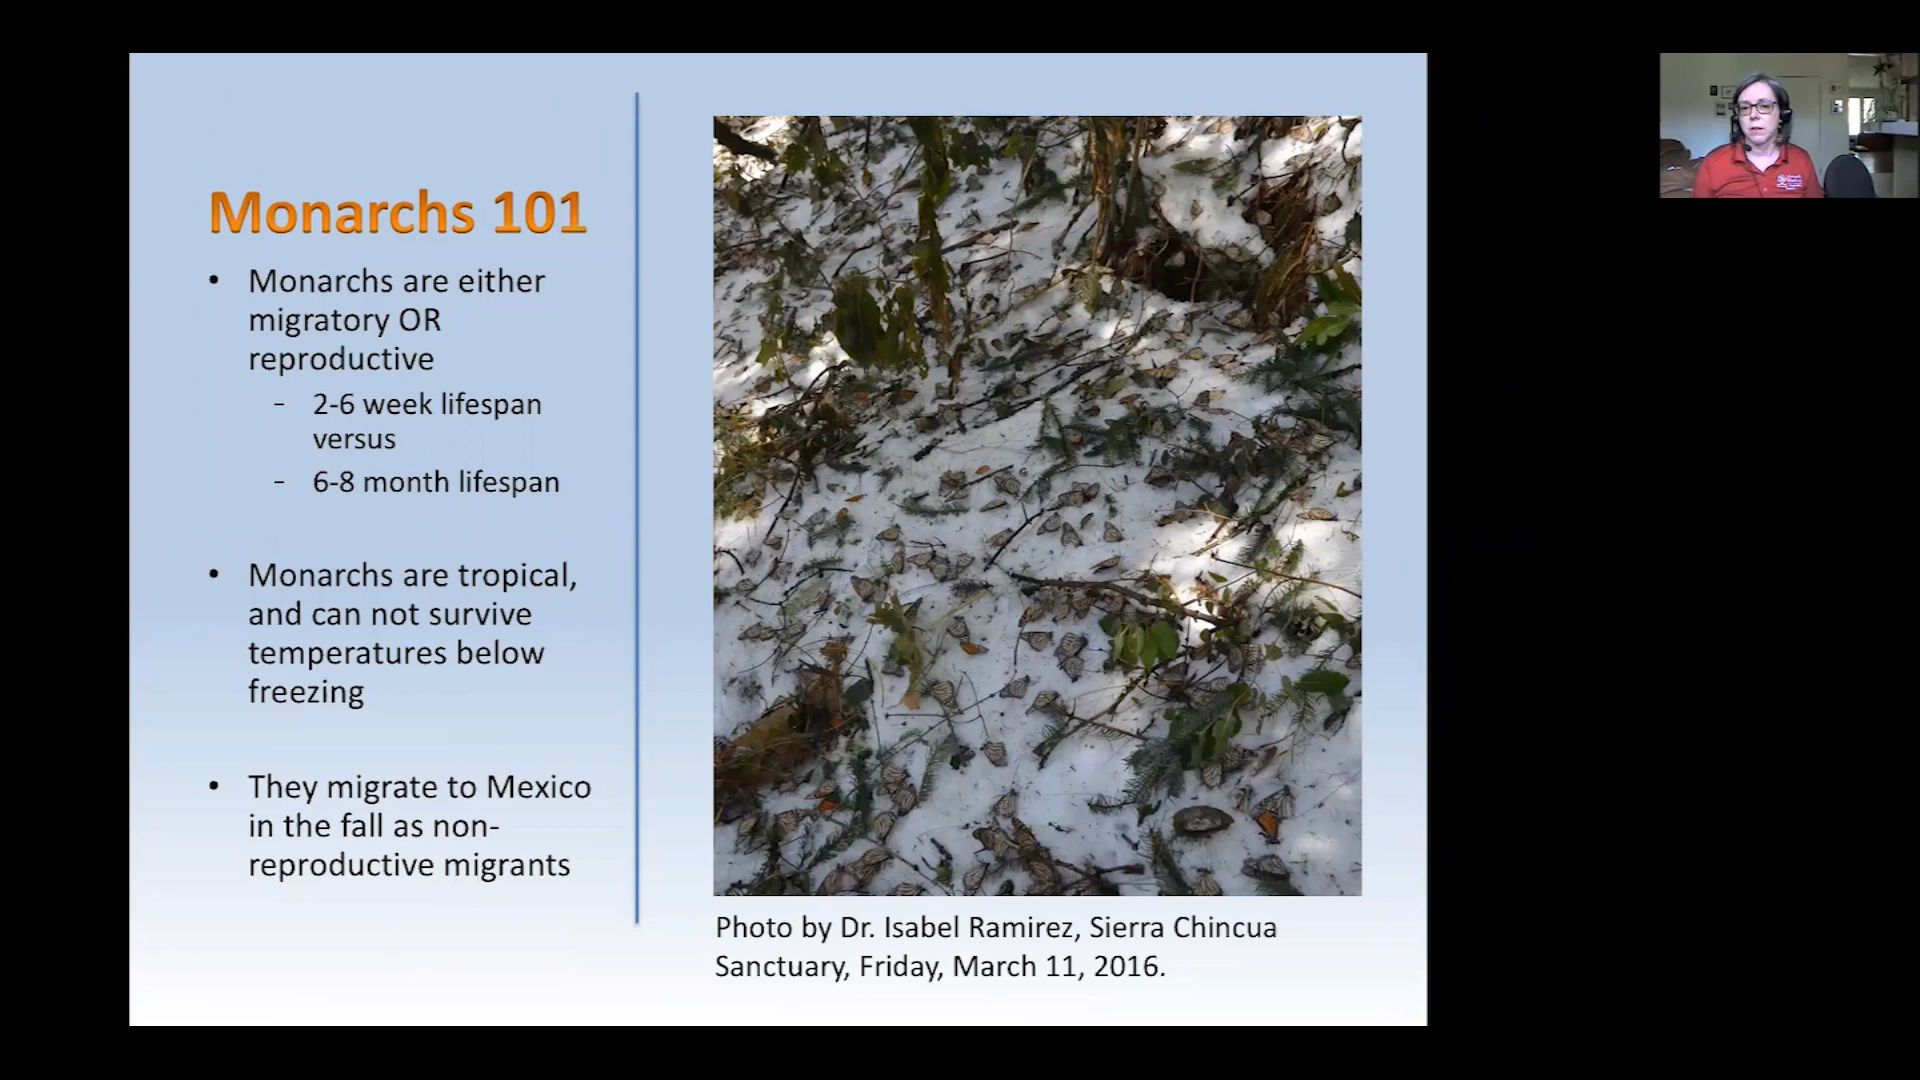 Monarchs 101
• Monarchs are either
migratory OR
reproductive
- 2-6 week lifespan
versus
- 6-8 month lifespan
• Monarchs are tropical,
and can not survive
temperatures below
freezing
• They migrate to Mexico
in the fall as non-
reproductive migrants
Photo by Dr. Isabel Ramirez, Sierra Chincua
Sanctuary, Friday, March 11, 2016.